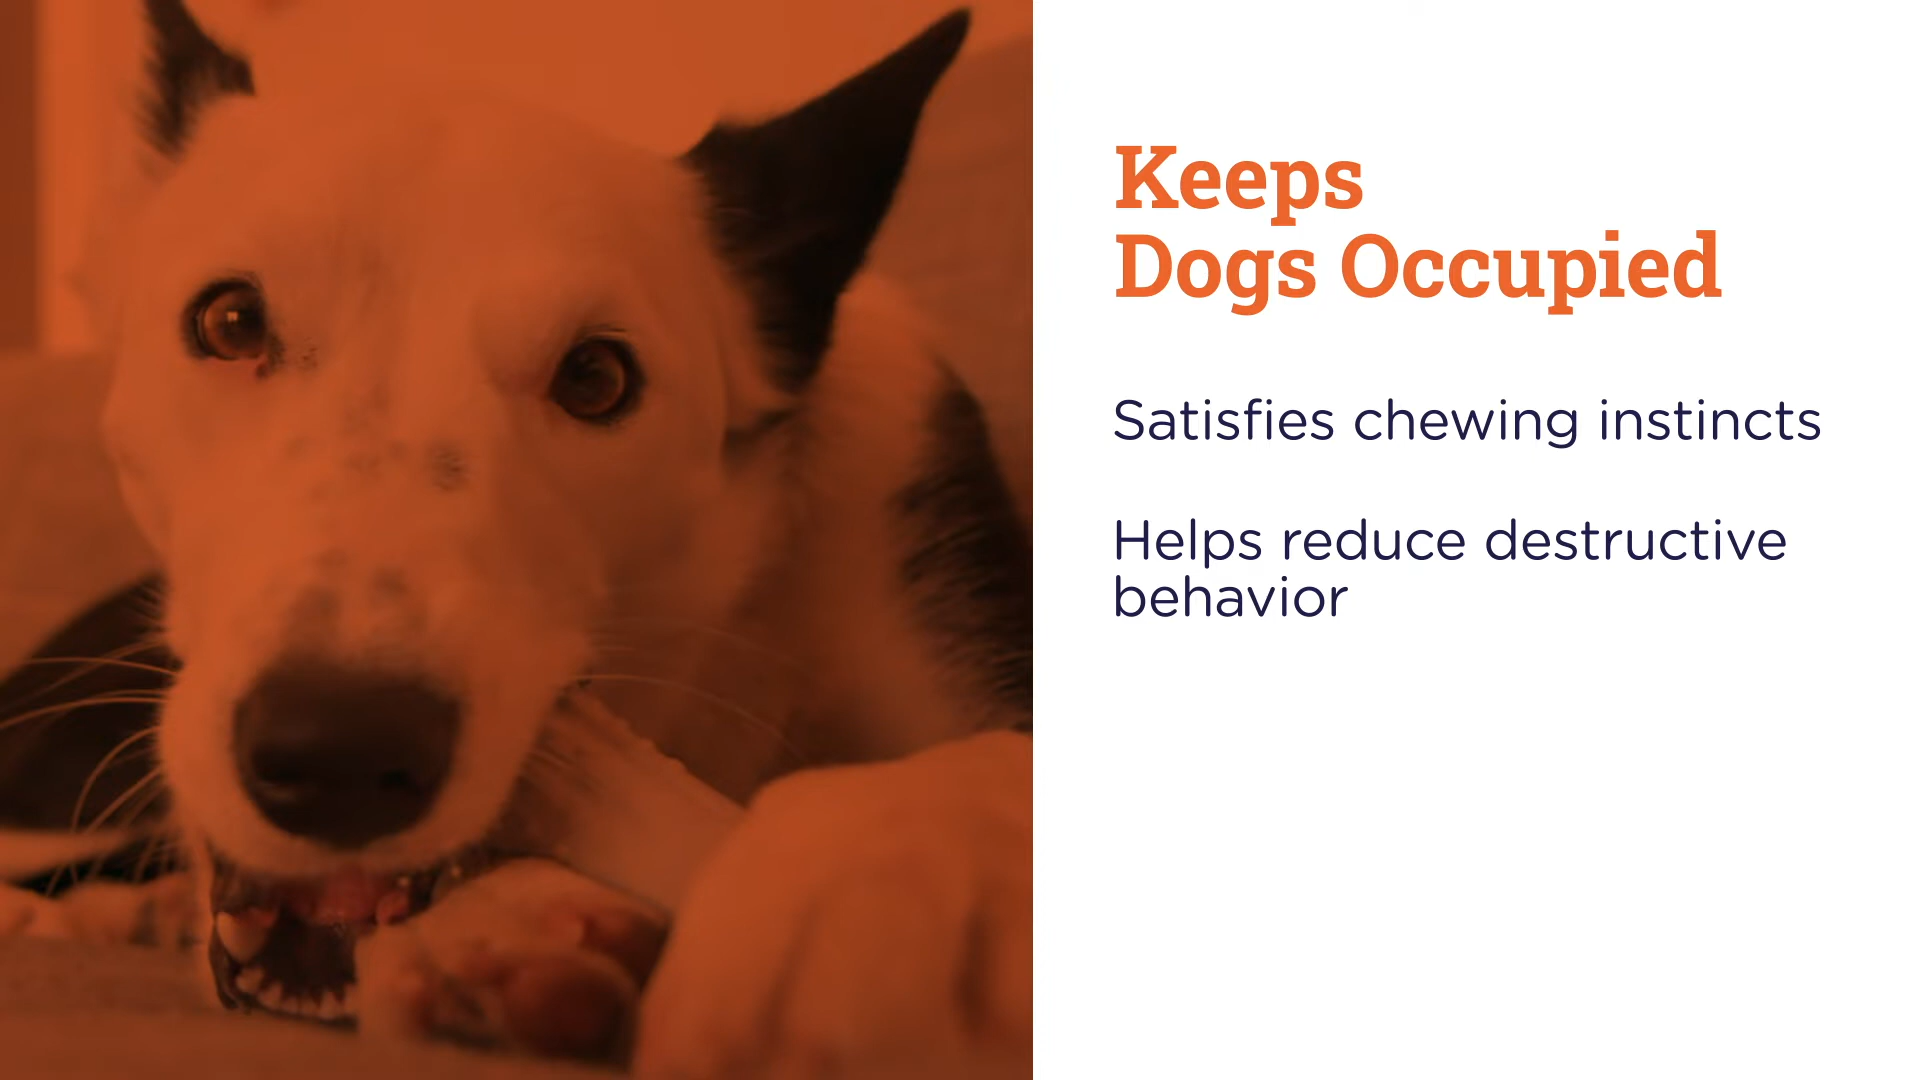 Keeps
Dogs Occupied
Satisfies chewing instincts
Helps reduce destructive
behavior